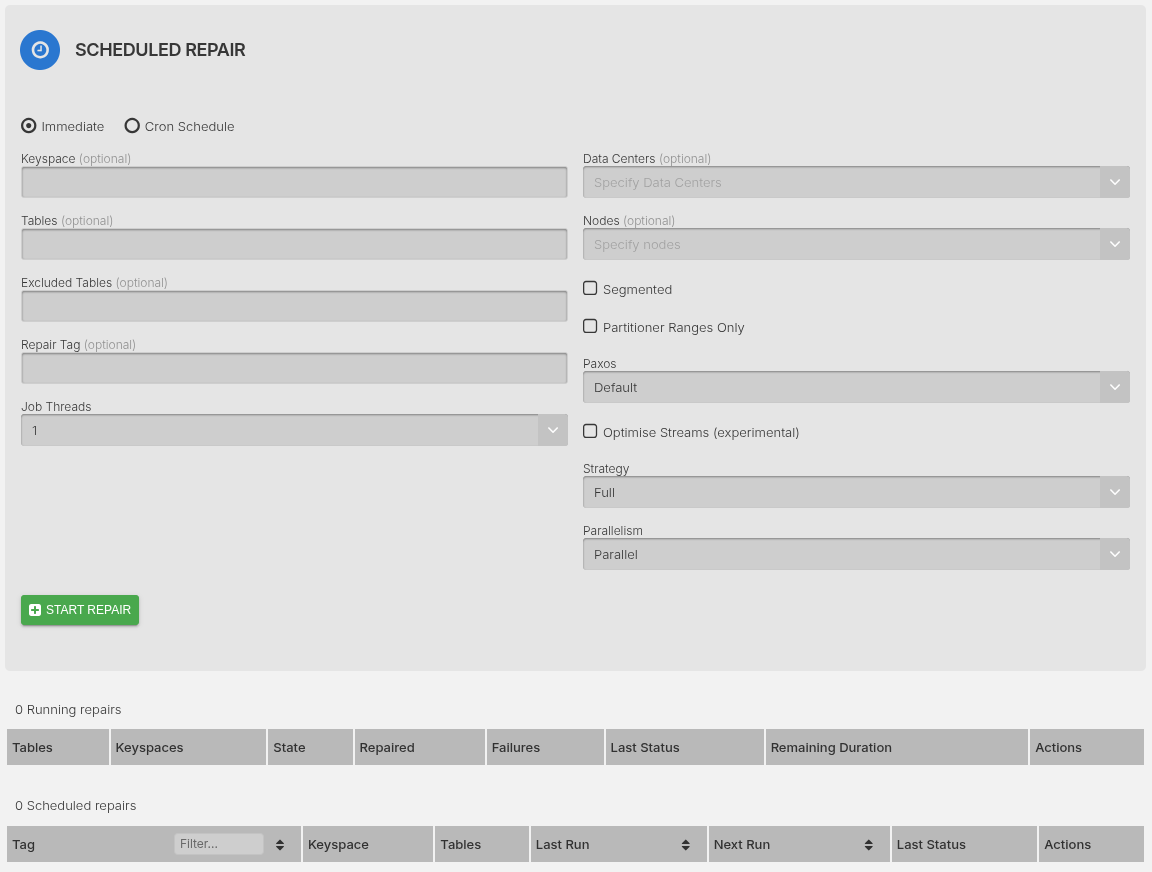 SCHEDULED REPAIR
Immediate Cron Schedule
Keyspace (optional)
Tables (optional)
Excluded Tables (optional)
Repair Tag (optional)
Job Threads
1
Data Centers (optional)
Specify Data Centers
Nodes (optional)
Specify nodes
Segmented
Partitioner Ranges Only
Paxos
Default
Optimise Streams (experimental)
Strategy
Full
Parallelism
Parallel
START REPAIR
0 Running repairs
Tables Keyspaces State Repaired Failures Last Status Remaining Duration Actions
0 Scheduled repairs
Tag Filter... Keyspace Tables Last Run Next Run Last Status Actions